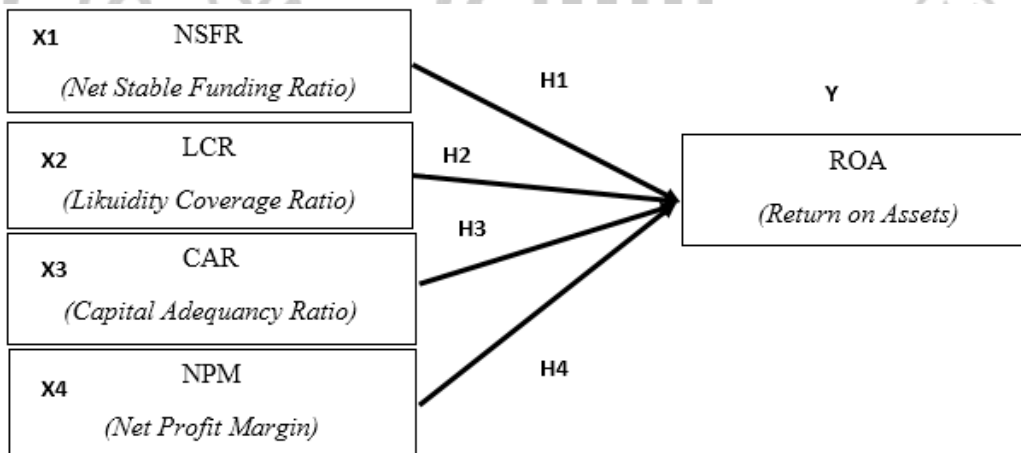 X1 NSFR
(Net Stable Funding Ratio)
H1
Y
X2 LCR
(Likuidity Coverage Ratio)
H2
ROA
(Return on Assets)
X3 CAR
(Capital Adequancy Ratio)
H3
X4 NPM
(Net Profit Margin)
H4